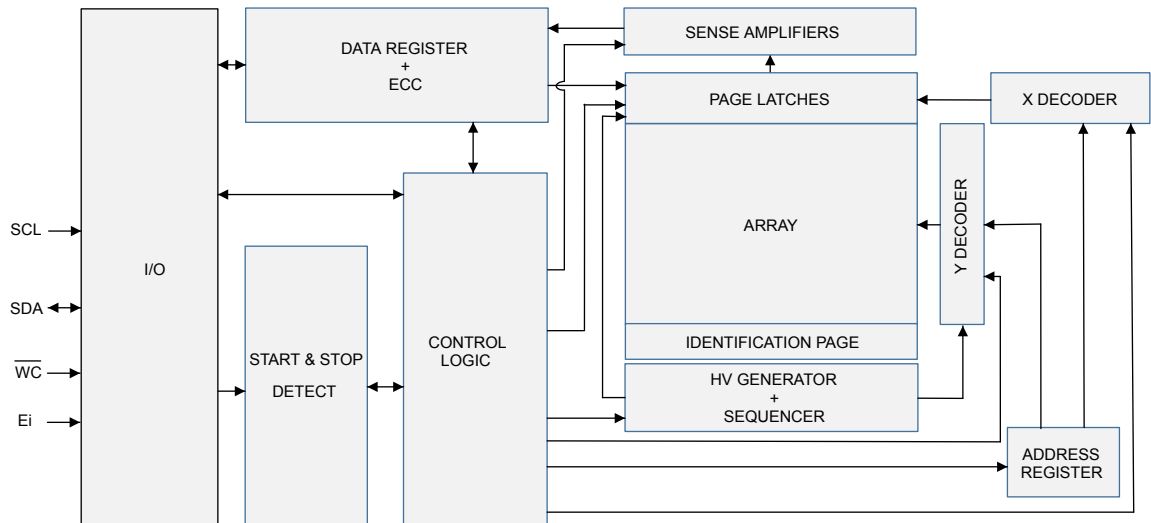 DATA REGISTER
+
ECC
SENSE AMPLIFIERS
PAGE LATCHES
X DECODER
ARRAY
Y DECODER
IDENTIFICATION PAGE
SCL
SDA
WC
Ei
I/O
START & STOP
DETECT
CONTROL
LOGIC
HV GENERATOR
+
SEQUENCER
ADDRESS
REGISTER